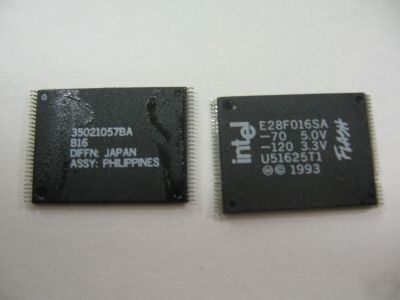 35021057BA
B16
DIFFN: JAPAN
ASSY: PHILIPPINES
intel
E28F016SA
-70 5.0V
-120 3.3V
U51625T1
Ⓜ © 1993
FLASH